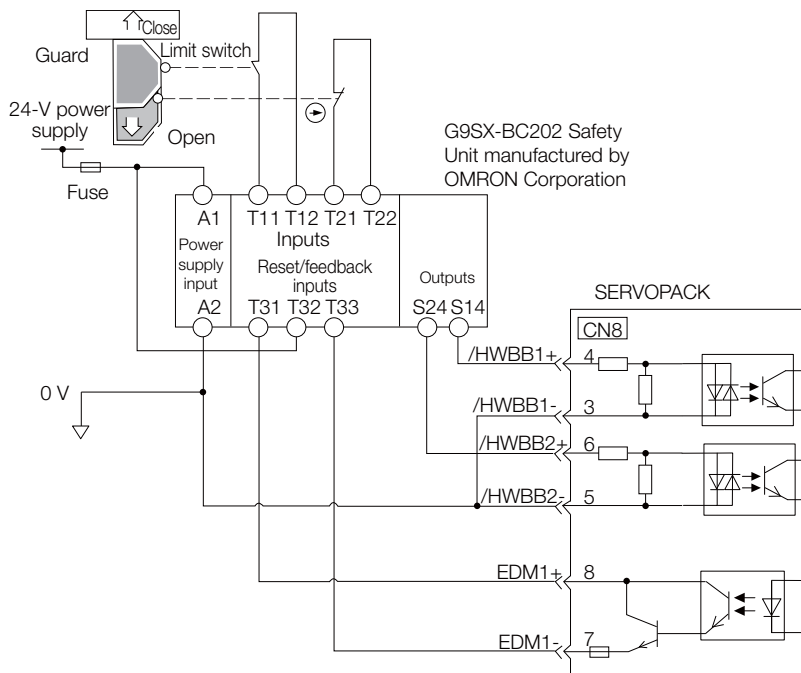 Close
Guard
Limit switch
24-V power
supply
Open
Fuse
G9SX-BC202 Safety
Unit manufactured by
OMRON Corporation
A1
T11
T12
T21
T22
Power
supply
input
Inputs
Reset/feedback
inputs
Outputs
A2
T31
T32
T33
S24
S14
SERVOPACK
CN8
/HWBB1+
4
0 V
/HWBB1-
3
/HWBB2+
6
/HWBB2-
5
EDM1+
8
EDM1-
7